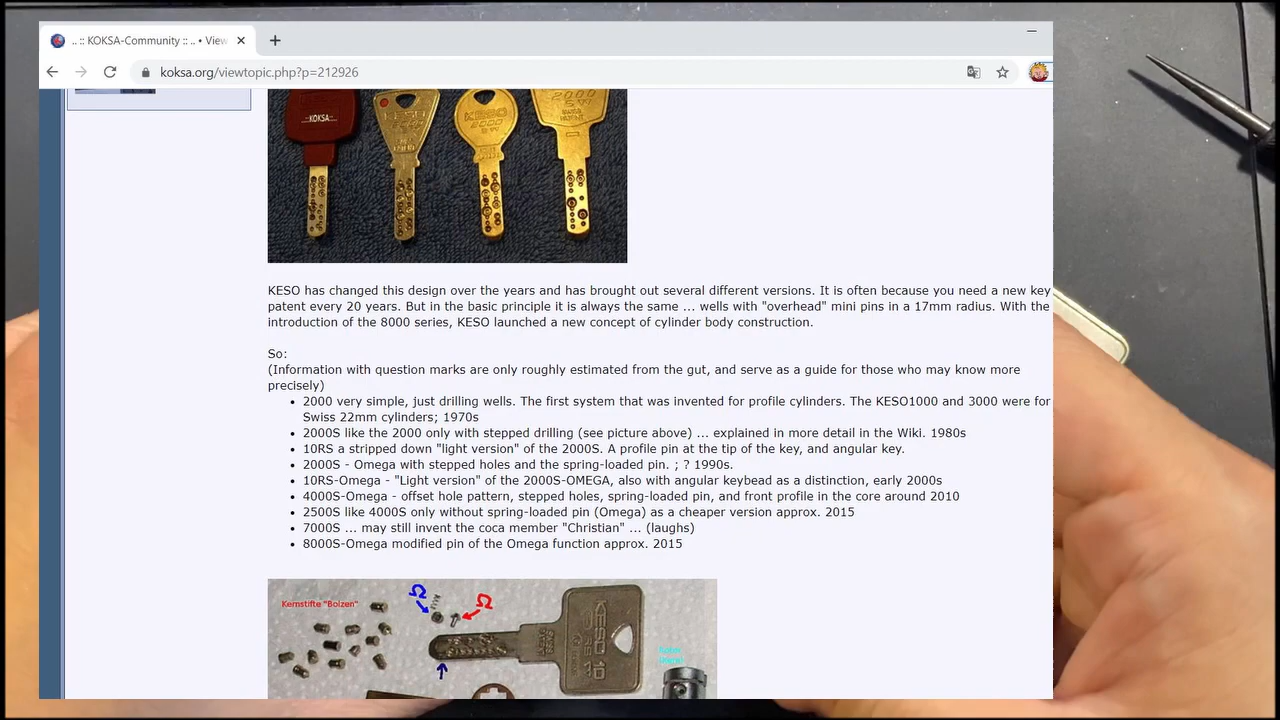 .. :: KOKSA-Community :: .. • View
koksa.org/viewtopic.php?p=212926
KOKSA
KESO
2000
2000
KESO has changed this design over the years and has brought out several different versions. It is often because you need a new key
patent every 20 years. But in the basic principle it is always the same ... wells with "overhead" mini pins in a 17mm radius. With the
introduction of the 8000 series, KESO launched a new concept of cylinder body construction.
So:
(Information with question marks are only roughly estimated from the gut, and serve as a guide for those who may know more
precisely)
• 2000 very simple, just drilling wells. The first system that was invented for profile cylinders. The KESO1000 and 3000 were for
Swiss 22mm cylinders; 1970s
• 2000S like the 2000 only with stepped drilling (see picture above) ... explained in more detail in the Wiki. 1980s
• 10RS a stripped down "light version" of the 2000S. A profile pin at the tip of the key, and angular key.
• 2000S - Omega with stepped holes and the spring-loaded pin. ; ? 1990s.
• 10RS-Omega - "Light version" of the 2000S-OMEGA, also with angular keybead as a distinction, early 2000s
• 4000S-Omega - offset hole pattern, stepped holes, spring-loaded pin, and front profile in the core around 2010
• 2500S like 4000S only without spring-loaded pin (Omega) as a cheaper version approx. 2015
• 7000S ... may still invent the coca member "Christian" ... (laughs)
• 8000S-Omega modified pin of the Omega function approx. 2015
Kernstifte "Bolzen"
Ω
Ω
KESO
10